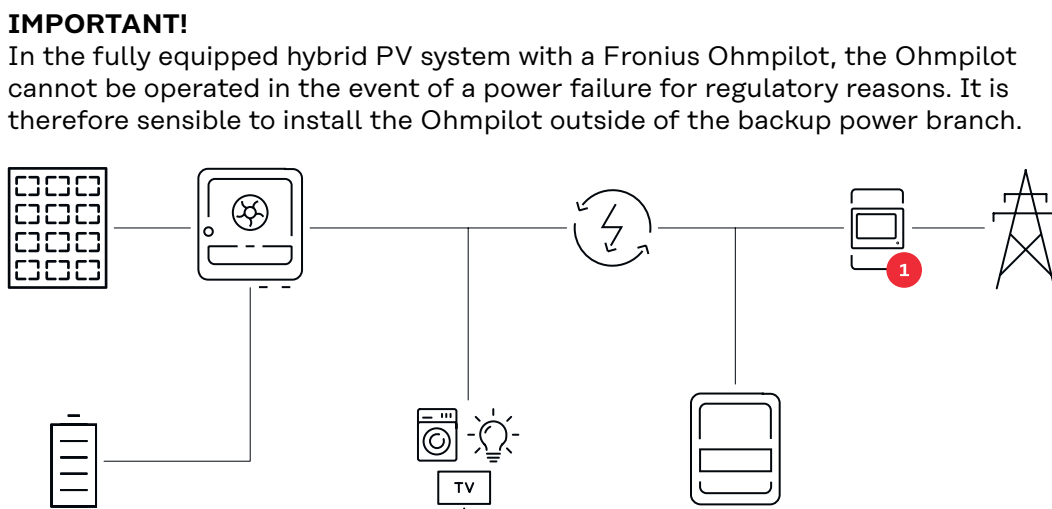 IMPORTANT!
In the fully equipped hybrid PV system with a Fronius Ohmpilot, the Ohmpilot
cannot be operated in the event of a power failure for regulatory reasons. It is
therefore sensible to install the Ohmpilot outside of the backup power branch.
1
TV